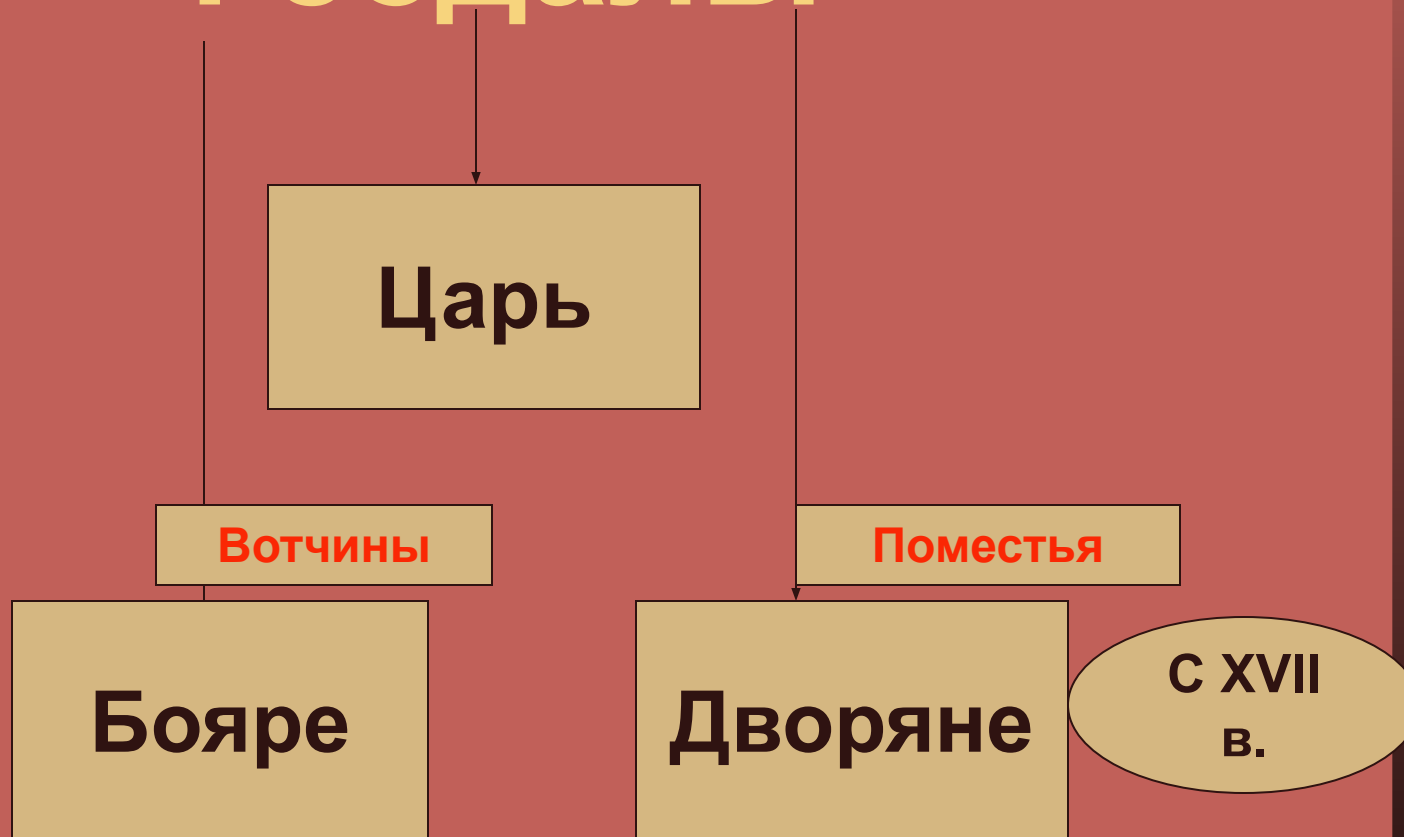 Царь
Вотчины
Поместья
Бояре
Дворяне
С XVII
в.